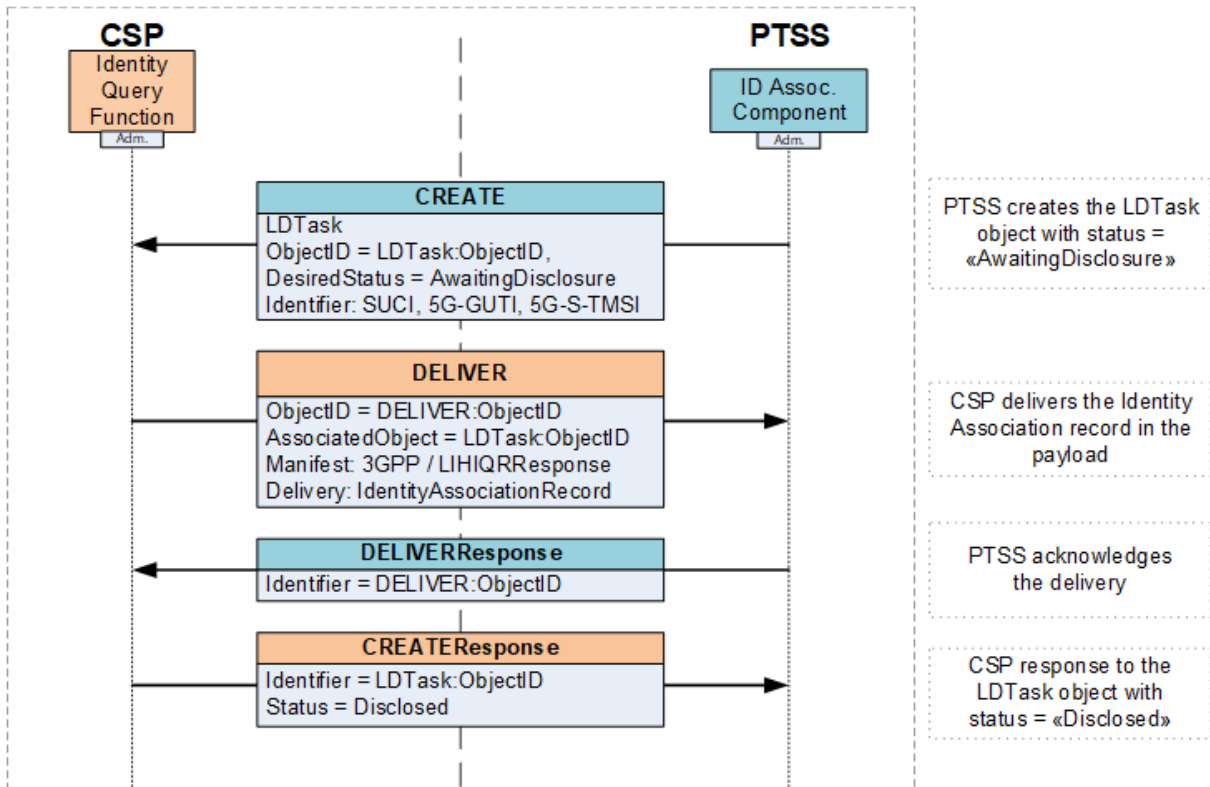 CSP
PTSS
Identity
Query
Function
Adm.
ID Assoc.
Component
Adm.
CREATE
LDTask
ObjectID = LDTask:ObjectID,
DesiredStatus = AwaitingDisclosure
Identifier: SUCI, 5G-GUTI, 5G-S-TMSI
PTSS creates the LDTask
object with status =
«AwaitingDisclosure»
DELIVER
ObjectID = DELIVER:ObjectID
AssociatedObject = LDTask:ObjectID
Manifest: 3GPP / LIHIQRResponse
Delivery: IdentityAssociationRecord
CSP delivers the Identity
Association record in the
payload
DELIVERResponse
Identifier = DELIVER:ObjectID
PTSS acknowledges
the delivery
CREATEResponse
Identifier = LDTask:ObjectID
Status = Disclosed
CSP response to the
LDTask object with
status = «Disclosed»